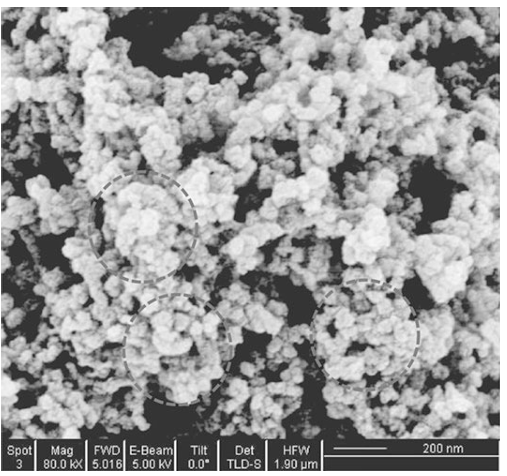 Spot Mag FWD E-Beam Tilt Det HFW 200 nm
3 80.0 kX 5.016 5.00 kV 0.0° TLD-S 1.90 µm